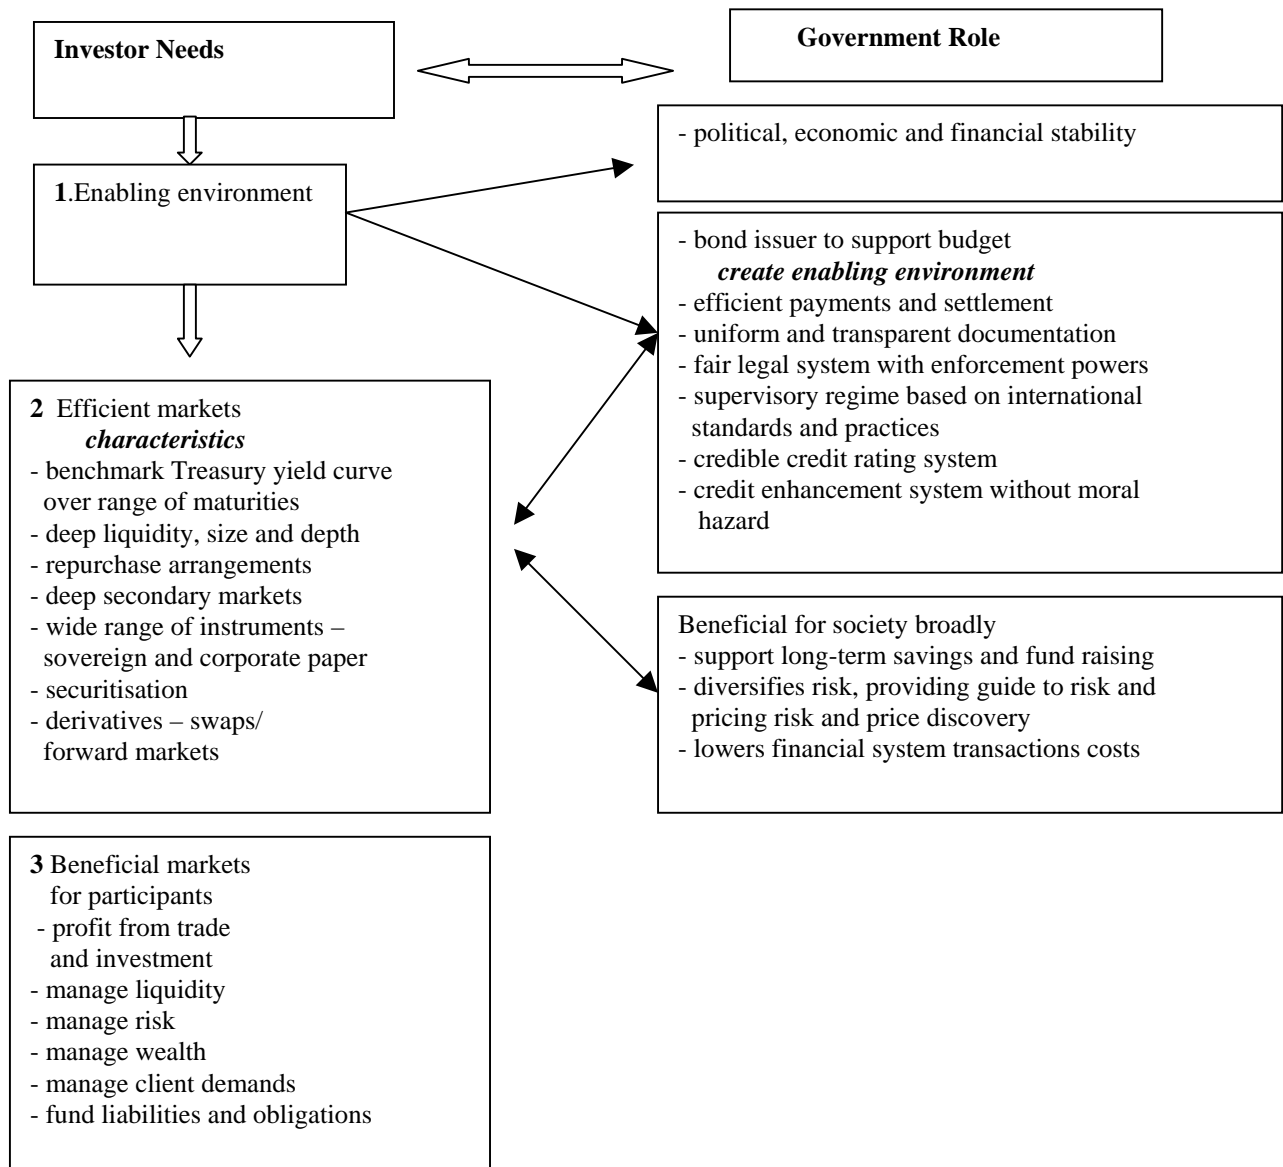 Investor Needs
Government Role
- political, economic and financial stability
1.Enabling environment
- bond issuer to support budget
create enabling environment
- efficient payments and settlement
- uniform and transparent documentation
- fair legal system with enforcement powers
- supervisory regime based on international
standards and practices
- credible credit rating system
- credit enhancement system without moral
hazard
2 Efficient markets
characteristics
- benchmark Treasury yield curve
over range of maturities
- deep liquidity, size and depth
- repurchase arrangements
- deep secondary markets
- wide range of instruments –
sovereign and corporate paper
- securitisation
- derivatives – swaps/
forward markets
Beneficial for society broadly
- support long-term savings and fund raising
- diversifies risk, providing guide to risk and
pricing risk and price discovery
- lowers financial system transactions costs
3 Beneficial markets
for participants
- profit from trade
and investment
- manage liquidity
- manage risk
- manage wealth
- manage client demands
- fund liabilities and obligations